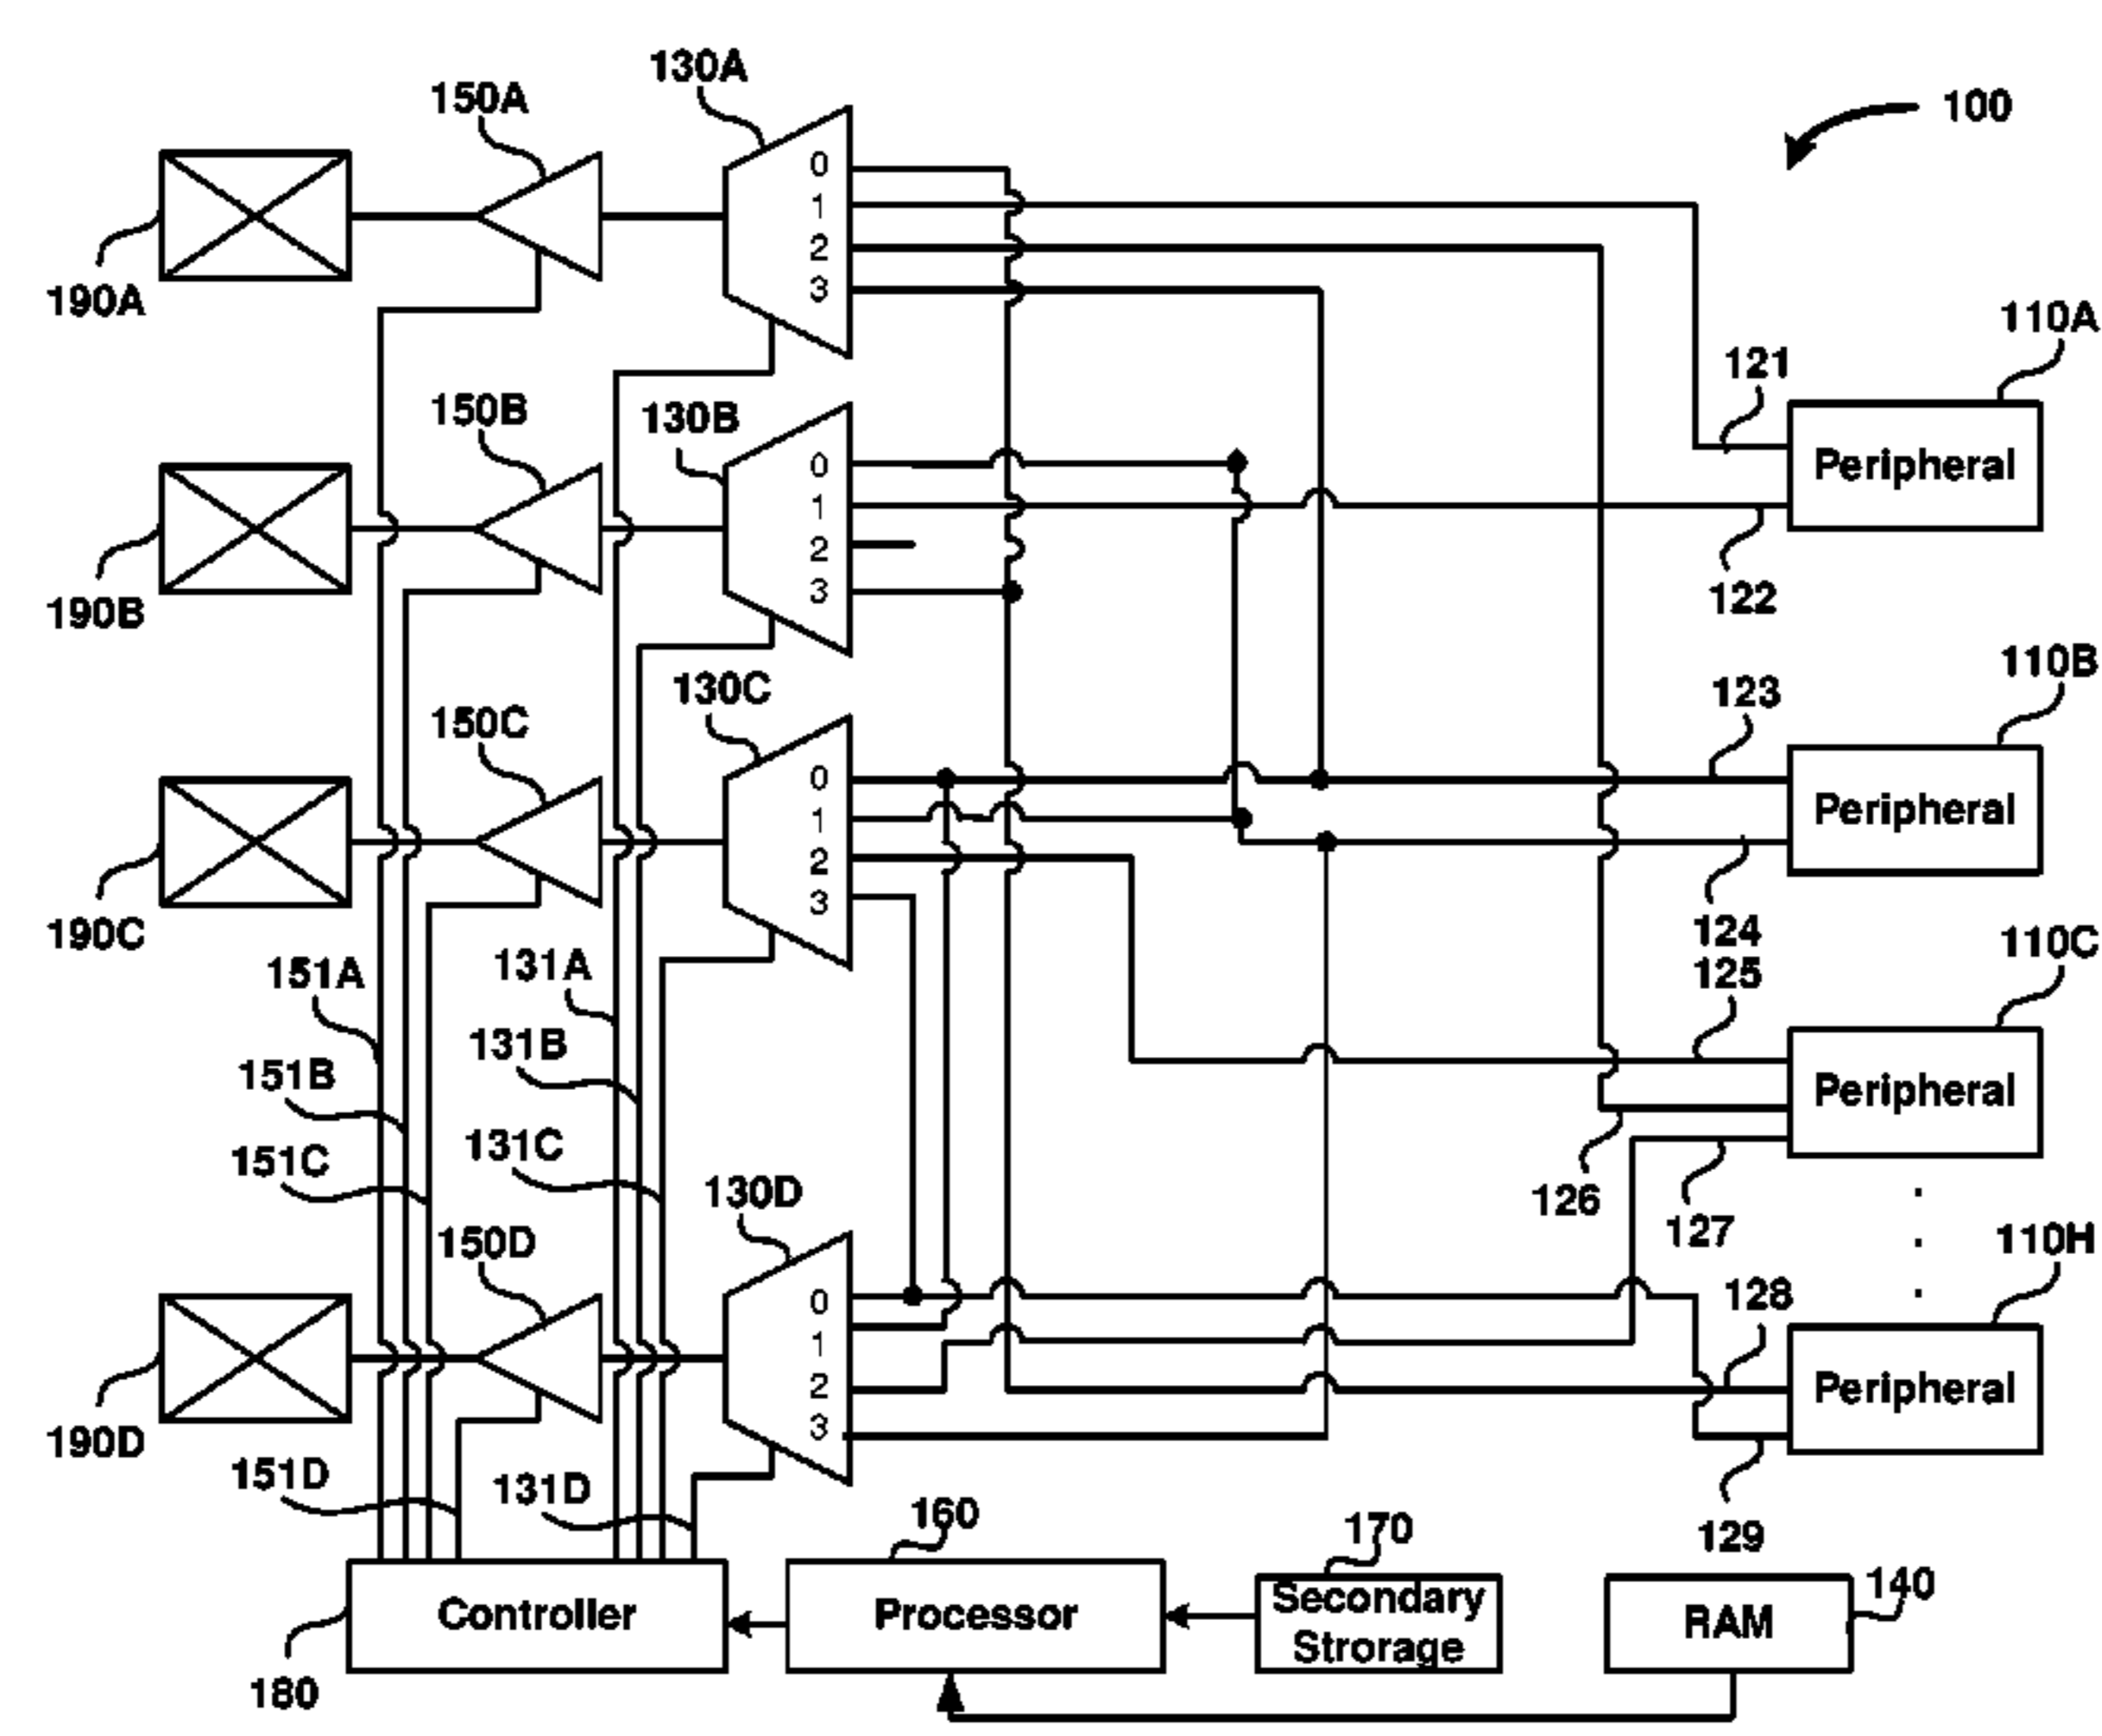 130A
150A
100
0
1
2
3
190A
110A
121
150B
130B
Peripheral
0
1
2
3
190B
122
110B
130C
123
150C
0
1
2
3
Peripheral
190C
124
110C
151A
131A
125
131B
151B
Peripheral
131C
151C
130D
126
127
150D
110H
0
1
2
3
128
Peripheral
190D
151D
131D
160
170
129
140
Controller
Processor
Secondary
Strorage
RAM
180